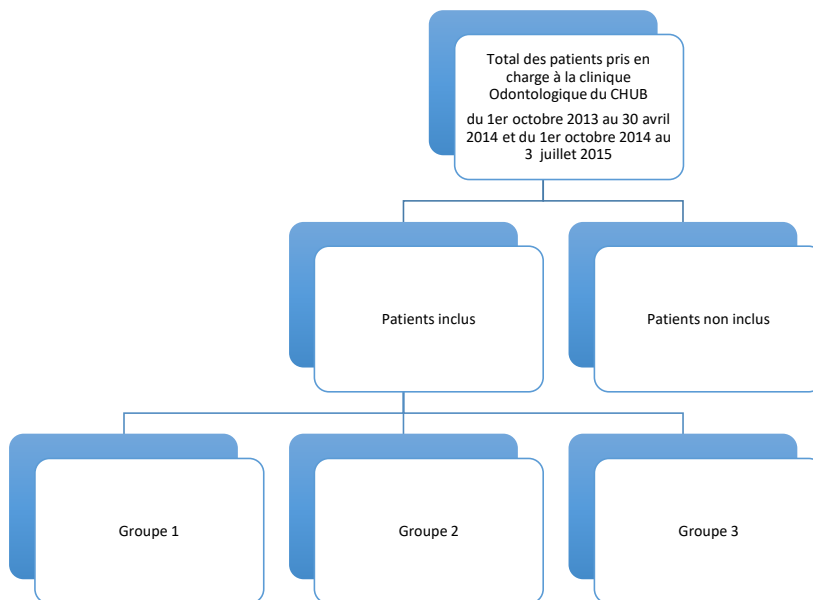 Total des patients pris en
charge à la clinique
Odontologique du CHUB
du 1er octobre 2013 au 30 avril
2014 et du 1er octobre 2014 au
3 juillet 2015
Patients inclus
Patients non inclus
Groupe 1
Groupe 2
Groupe 3